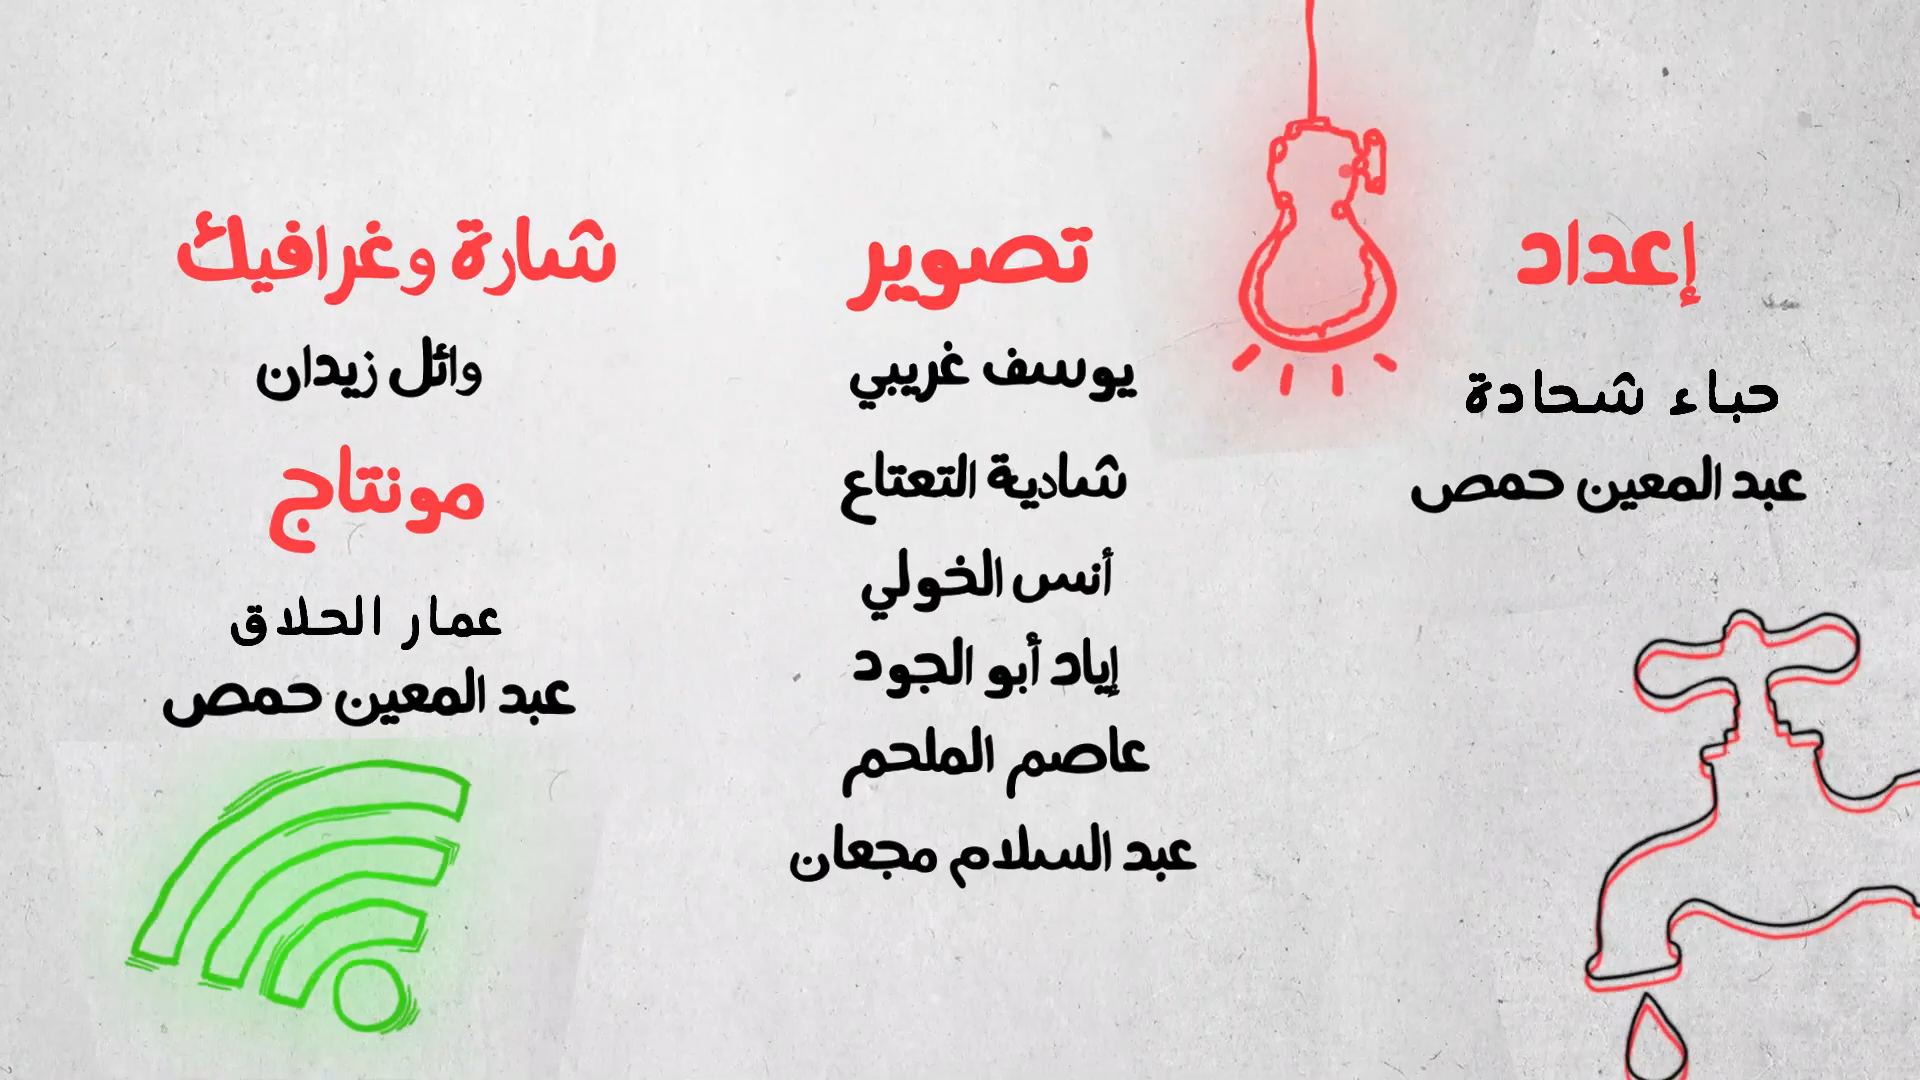 إعداد
حباء شحادة
عبد المعين حمص
تصوير
يوسف غريبي
شادية التعتاع
أنس الخولي
إياد أبو الجود
عاصم الملحم
عبد السلام مجعان
شارة وغرافيك
وائل زيدان
مونتاج
عمار الحلاق
عبد المعين حمص